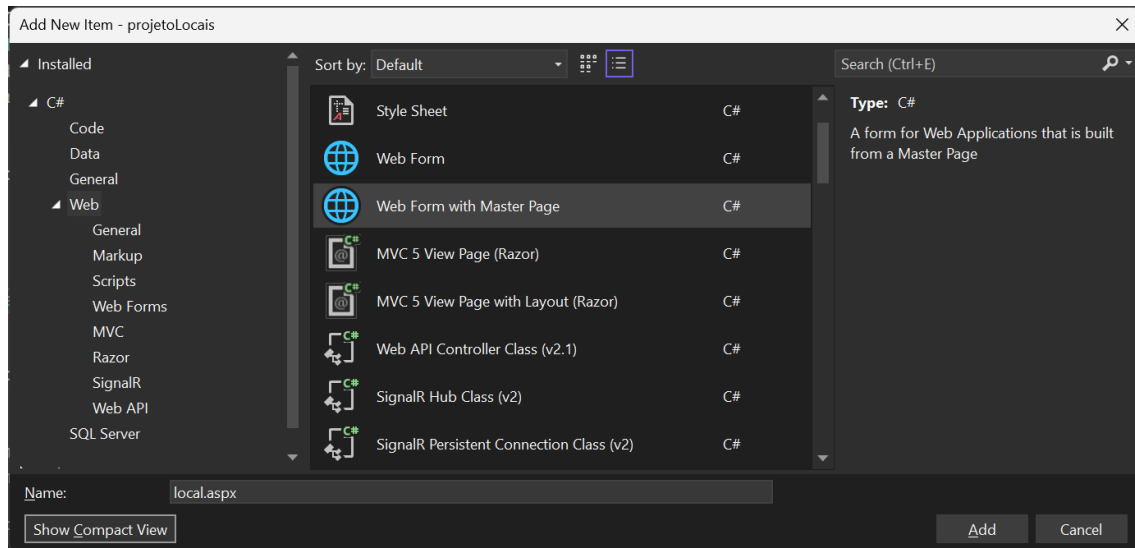 Add New Item - projetoLocais
Installed
C#
Code
Data
General
Web
General
Markup
Scripts
Web Forms
MVC
Razor
SignalR
Web API
SQL Server
Sort by: Default
Style Sheet C#
Web Form C#
Web Form with Master Page C#
MVC 5 View Page (Razor) C#
MVC 5 View Page with Layout (Razor) C#
Web API Controller Class (v2.1) C#
SignalR Hub Class (v2) C#
SignalR Persistent Connection Class (v2) C#
Search (Ctrl+E)
Type: C#
A form for Web Applications that is built
from a Master Page
Name: local.aspx
Show Compact View
Add
Cancel